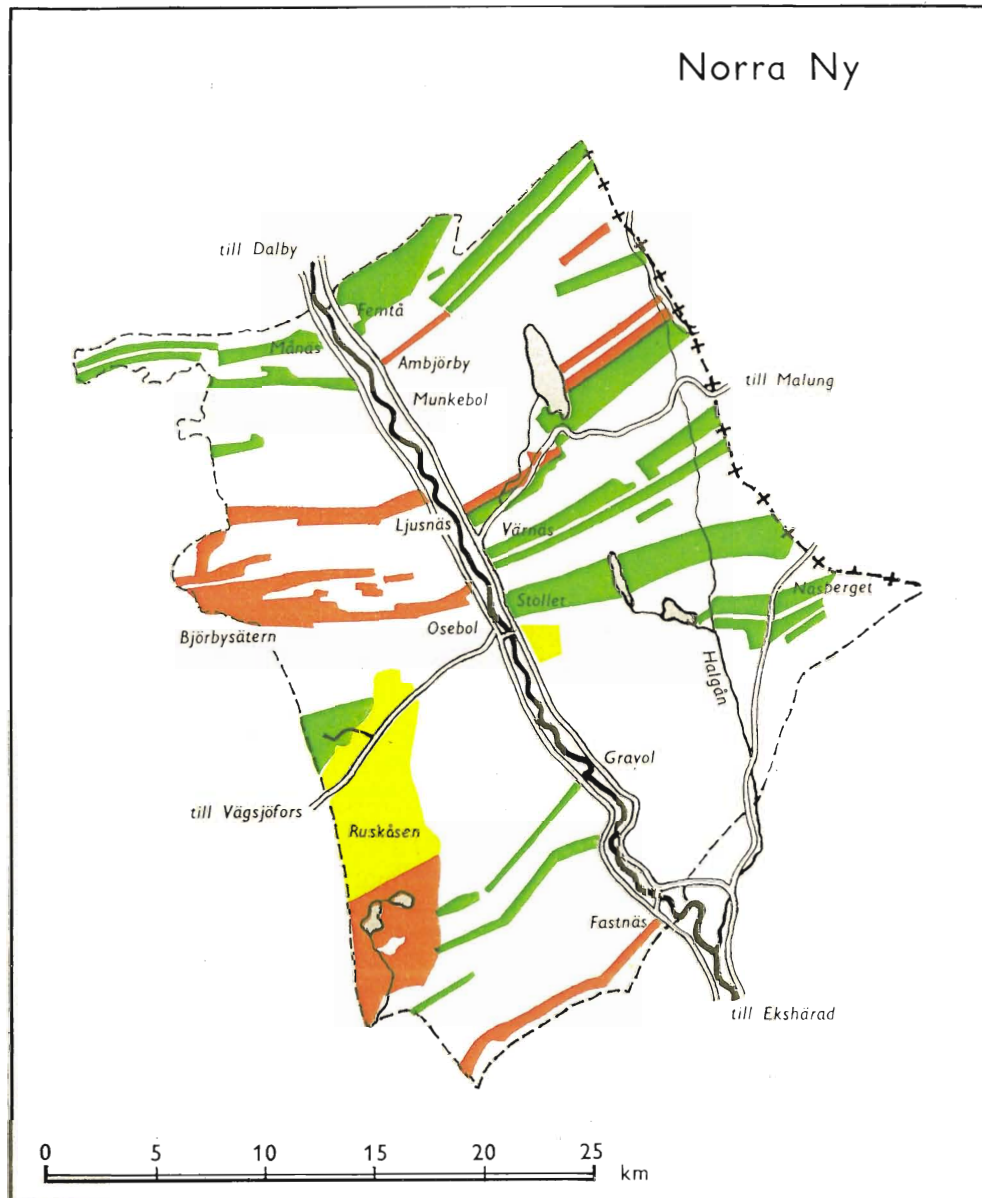 Norra Ny
till Dalby
Femtå
Månäs
Ambjörby
till Malung
Munkebol
Ljusnäs
Värnäs
Näsberget
Stöllet
Osebol
Björbysätern
Halgån
Gravol
till Vägsjöfors
Ruskåsen
Fastnäs
till Ekshärad
0 5 10 15 20 25
km